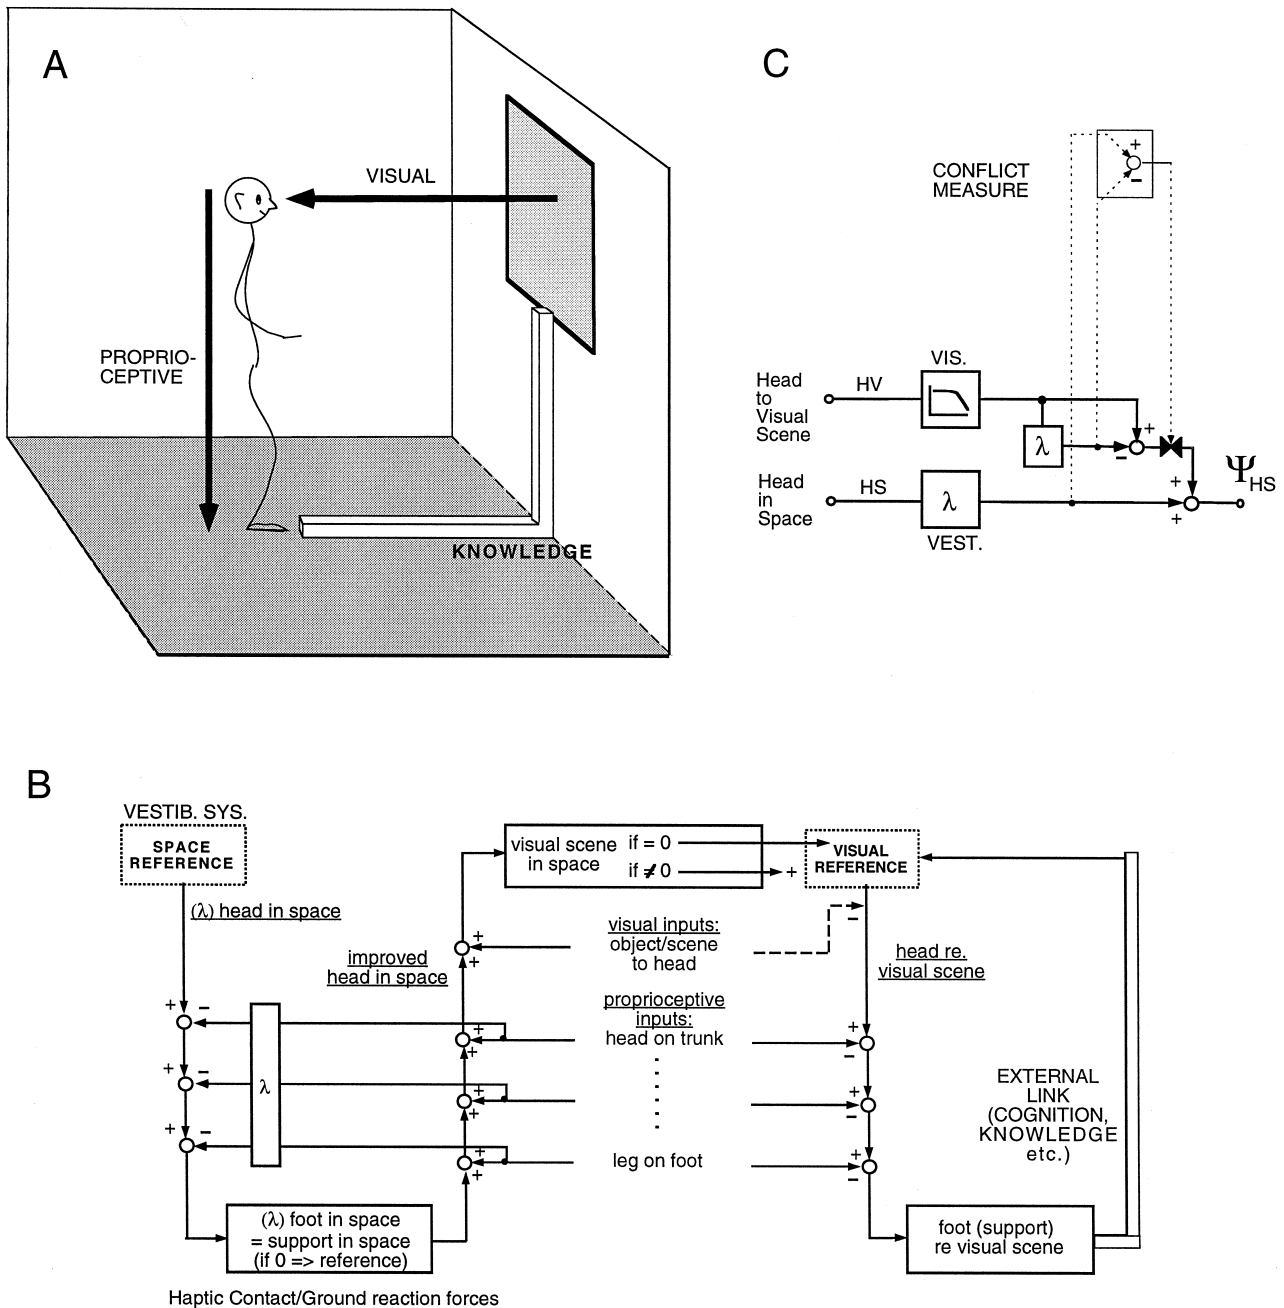 A
VISUAL
PROPRIO-
CEPTIVE
KNOWLEDGE
C
CONFLICT
MEASURE
+
−
VIS.
Head
to
Visual
Scene
HV
λ
+
−
Head
in
Space
HS
λ
VEST.
+
+
ΨHS
B
VESTIB. SYS.
SPACE
REFERENCE
(λ) head in space
visual scene
in space
if = 0
if ≠ 0
+
VISUAL
REFERENCE
−
improved
head in space
+
+
visual inputs:
object/scene
to head
head re.
visual scene
proprioceptive
inputs:
head on trunk
+
−
+
+
+
−
+
−
+
+
+
−
λ
+
−
+
+
leg on foot
+
−
EXTERNAL
LINK
(COGNITION,
KNOWLEDGE
etc.)
(λ) foot in space
= support in space
(if 0 => reference)
foot (support)
re visual scene
Haptic Contact/Ground reaction forces